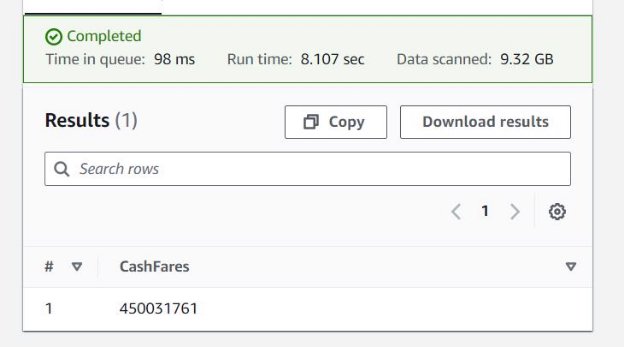 Completed
Time in queue: 98 ms Run time: 8.107 sec Data scanned: 9.32 GB
Results (1)
Copy
Download results
Search rows
1
# CashFares
1 450031761